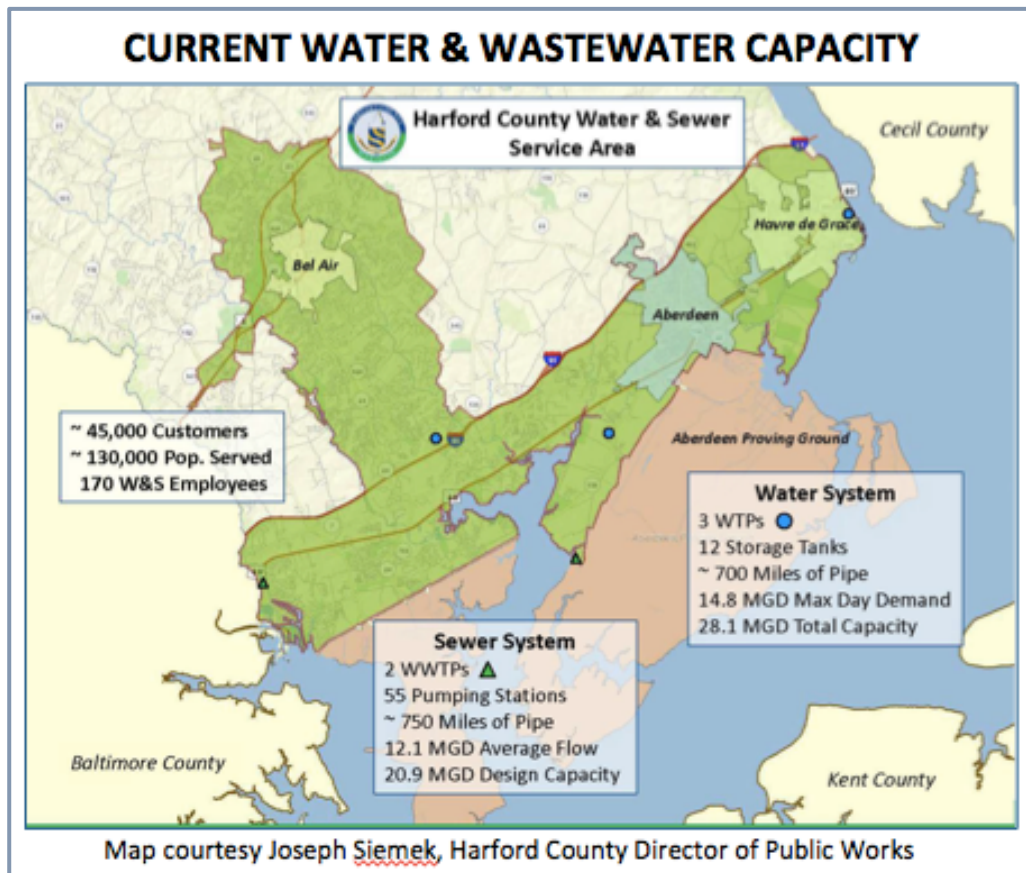 CURRENT WATER & WASTEWATER CAPACITY
Harford County Water & Sewer
Service Area
Cecil County
Havre de Grace
Bel Air
Aberdeen
~ 45,000 Customers
~ 130,000 Pop. Served
170 W&S Employees
Aberdeen Proving Ground
Water System
3 WTPs
12 Storage Tanks
~ 700 Miles of Pipe
14.8 MGD Max Day Demand
28.1 MGD Total Capacity
Sewer System
2 WWTPs
55 Pumping Stations
~ 750 Miles of Pipe
12.1 MGD Average Flow
20.9 MGD Design Capacity
Baltimore County
Kent County
Map courtesy Joseph Siemek, Harford County Director of Public Works